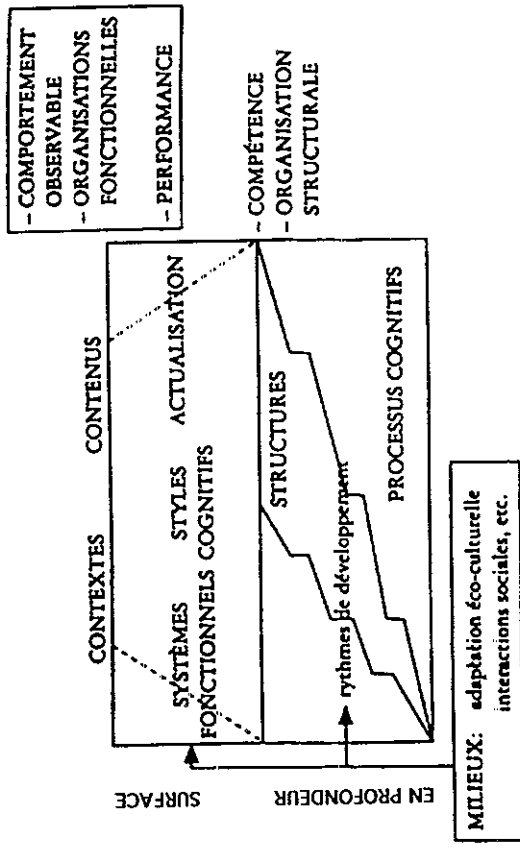 – COMPORTEMENT
OBSERVABLE
– ORGANISATIONS
FONCTIONNELLES
– PERFORMANCE
CONTEXTES CONTENUS
SYSTÈMES STYLES ACTUALISATION
FONCTIONNELS COGNITIFS
SURFACE
– COMPÉTENCE
– ORGANISATION
STRUCTURALE
STRUCTURES
rythmes de développement
PROCESSUS COGNITIFS
EN PROFONDEUR
MILIEUX: adaptation éco-culturelle
interactions sociales, etc.